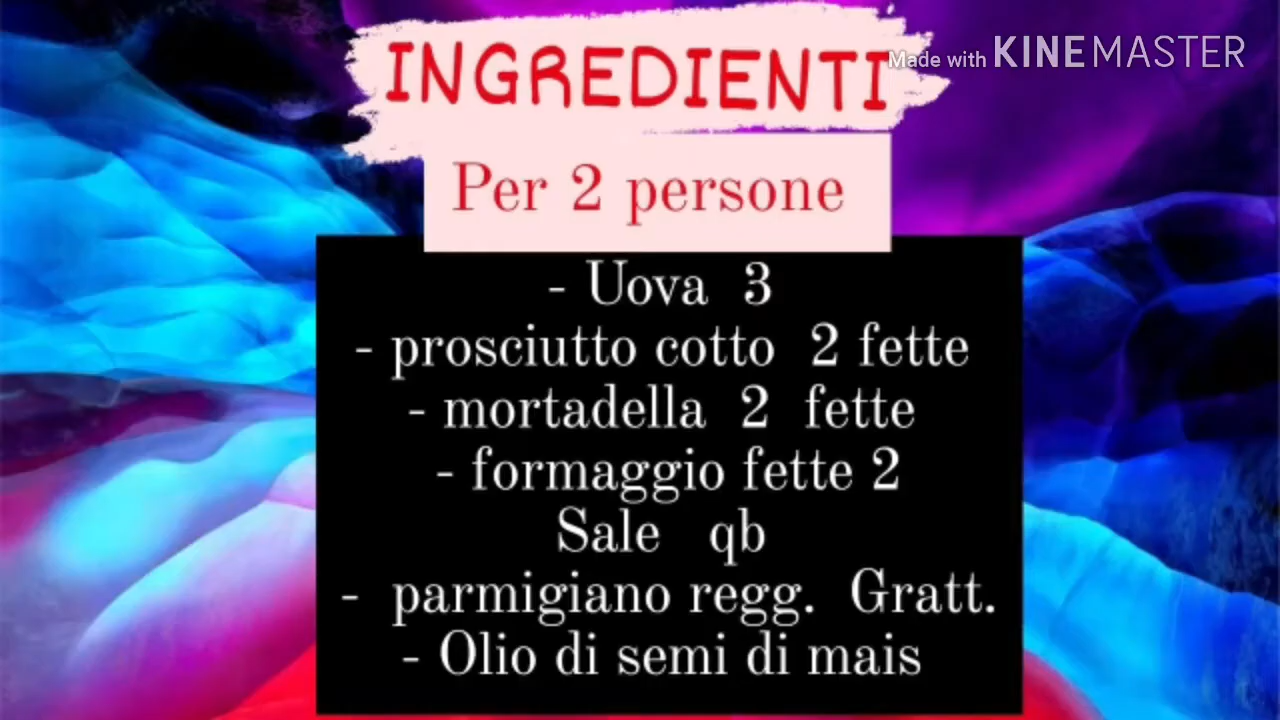 INGREDIENTI
Made with KINEMASTER
Per 2 persone
- Uova 3
- prosciutto cotto 2 fette
- mortadella 2 fette
- formaggio fette 2
Sale qb
- parmigiano regg. Gratt.
- Olio di semi di mais